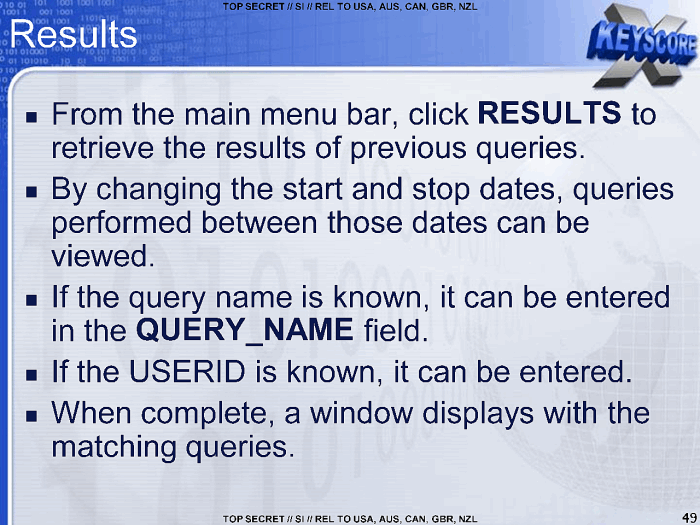 TOP SECRET // SI // REL TO USA, AUS, CAN, GBR, NZL
Results
KEYSCORE
X
■ From the main menu bar, click RESULTS to
retrieve the results of previous queries.
■ By changing the start and stop dates, queries
performed between those dates can be
viewed.
■ If the query name is known, it can be entered
in the QUERY_NAME field.
■ If the USERID is known, it can be entered.
■ When complete, a window displays with the
matching queries.
TOP SECRET // SI // REL TO USA, AUS, CAN, GBR, NZL
49